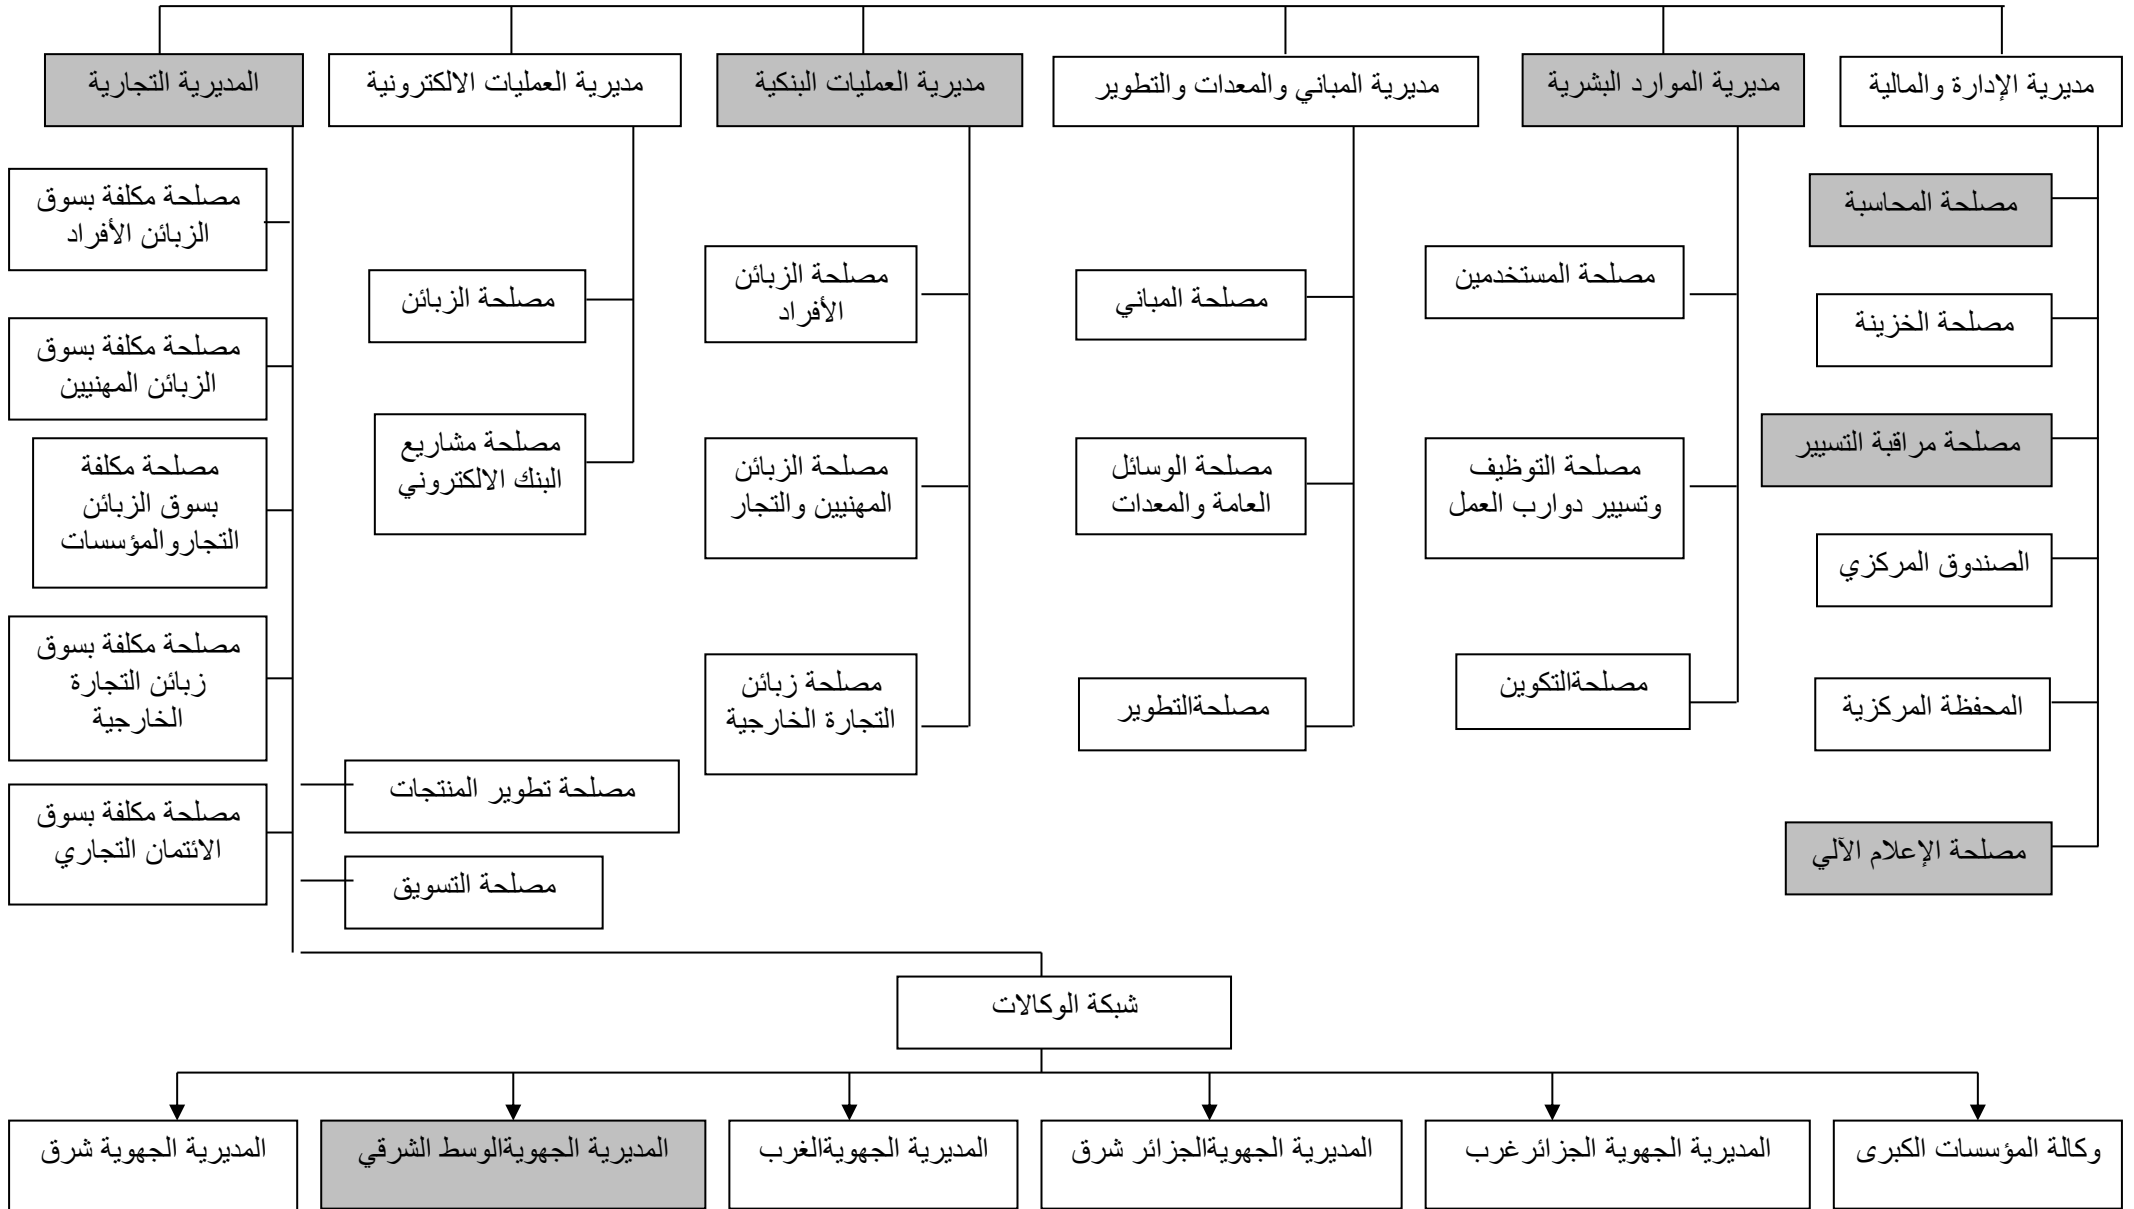 مديرية الإدارة والمالية
مديرية الموارد البشرية
مديرية المباني والمعدات والتطوير
مديرية العمليات البنكية
مديرية العمليات الالكترونية
المديرية التجارية
مصلحة المحاسبة
مصلحة الخزينة
مصلحة مراقبة التسيير
الصندوق المركزي
المحفظة المركزية
مصلحة الإعلام الآلي
مصلحة المستخدمين
مصلحة التوظيف
وتسيير دوارب العمل
مصلحةالتكوين
مصلحة المباني
مصلحة الوسائل
العامة والمعدات
مصلحةالتطوير
مصلحة الزبائن
الأفراد
مصلحة الزبائن
المهنيين والتجار
مصلحة زبائن
التجارة الخارجية
مصلحة الزبائن
مصلحة مشاريع
البنك الالكتروني
مصلحة مكلفة بسوق
الزبائن الأفراد
مصلحة مكلفة بسوق
الزبائن المهنيين
مصلحة مكلفة
بسوق الزبائن
التجاروالمؤسسات
مصلحة مكلفة بسوق
زبائن التجارة
الخارجية
مصلحة مكلفة بسوق
الائتمان التجاري
مصلحة تطوير المنتجات
مصلحة التسويق
شبكة الوكالات
وكالة المؤسسات الكبرى
المديرية الجهوية الجزائرغرب
المديرية الجهويةالجزائر شرق
المديرية الجهويةالغرب
المديرية الجهويةالوسط الشرقي
المديرية الجهوية شرق